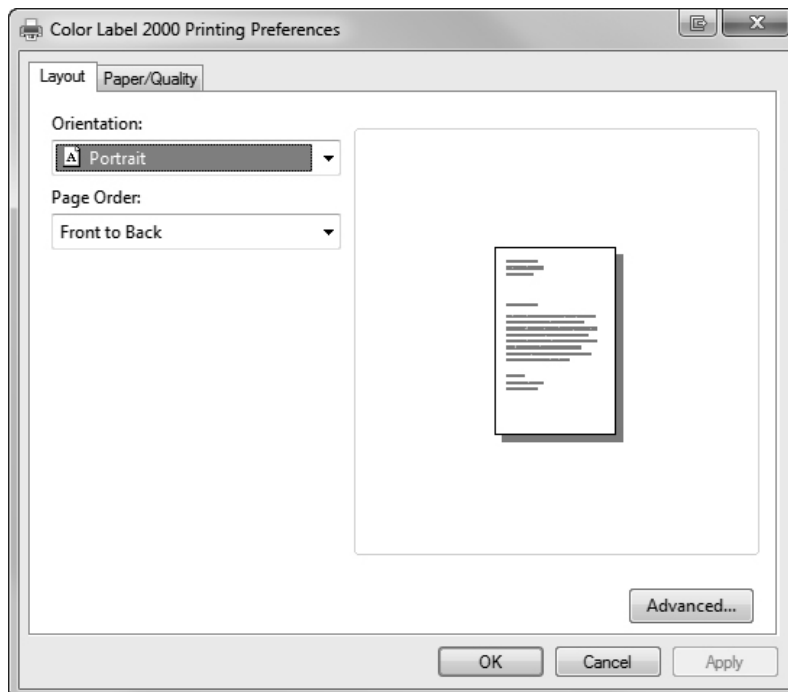 Color Label 2000 Printing Preferences
Layout Paper/Quality
Orientation:
A Portrait
Page Order:
Front to Back
Advanced...
OK Cancel Apply